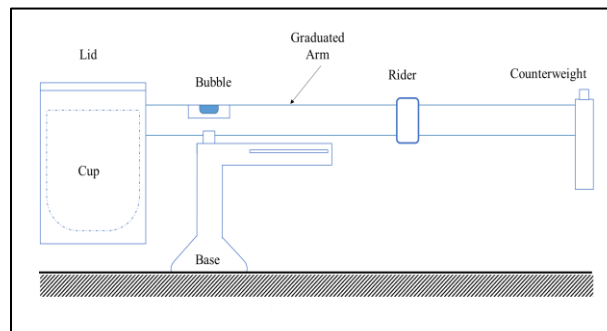 Graduated
Arm
Lid
Bubble
Rider
Counterweight
Cup
Base